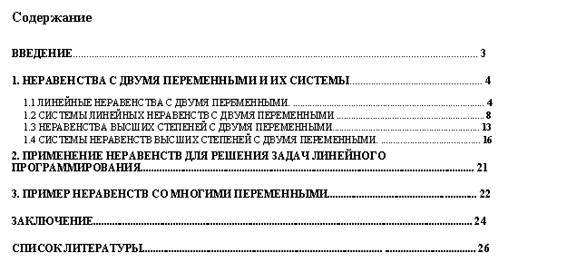 Содержание
ВВЕДЕНИЕ 3
1. НЕРАВЕНСТВА С ДВУМЯ ПЕРЕМЕННЫМИ И ИХ СИСТЕМЫ 4
1.1 ЛИНЕЙНЫЕ НЕРАВЕНСТВА С ДВУМЯ ПЕРЕМЕННЫМИ. 4
1.2 СИСТЕМЫ ЛИНЕЙНЫХ НЕРАВЕНСТВ С ДВУМЯ ПЕРЕМЕННЫМИ 8
1.3 НЕРАВЕНСТВА ВЫСШИХ СТЕПЕНЕЙ С ДВУМЯ ПЕРЕМЕННЫМИ 13
1.4 СИСТЕМЫ НЕРАВЕНСТВ ВЫСШИХ СТЕПЕНЕЙ С ДВУМЯ ПЕРЕМЕННЫМИ. 16
2. ПРИМЕНЕНИЕ НЕРАВЕНСТВ ДЛЯ РЕШЕНИЯ ЗАДАЧ ЛИНЕЙНОГО
ПРОГРАММИРОВАНИЯ 21
3. ПРИМЕР НЕРАВЕНСТВ СО МНОГИМИ ПЕРЕМЕННЫМИ 22
ЗАКЛЮЧЕНИЕ 24
СПИСОК ЛИТЕРАТУРЫ 26